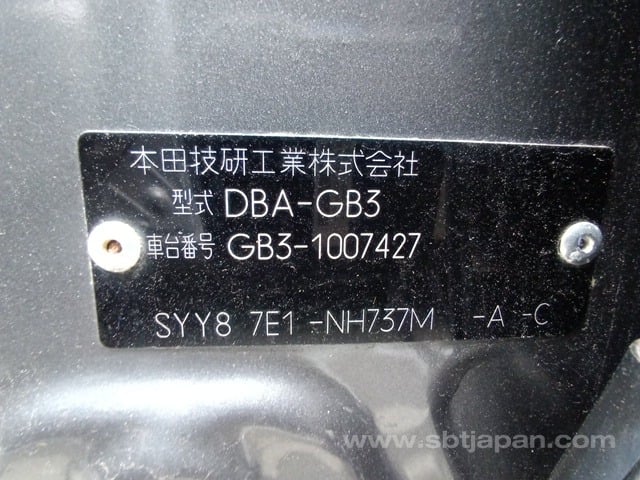 本田技研工業株式会社
型式 DBA-GB3
車台番号 GB3-1007427
SYY8 7E1 -NH737M -A -C
www.sbtjapan.com